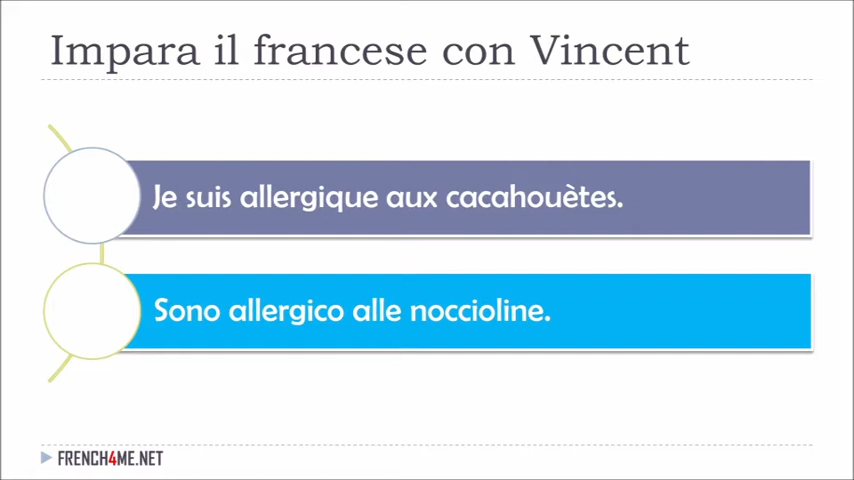 Impara il francese con Vincent
Je suis allergique aux cacahouètes.
Sono allergico alle noccioline.
FRENCH4ME.NET